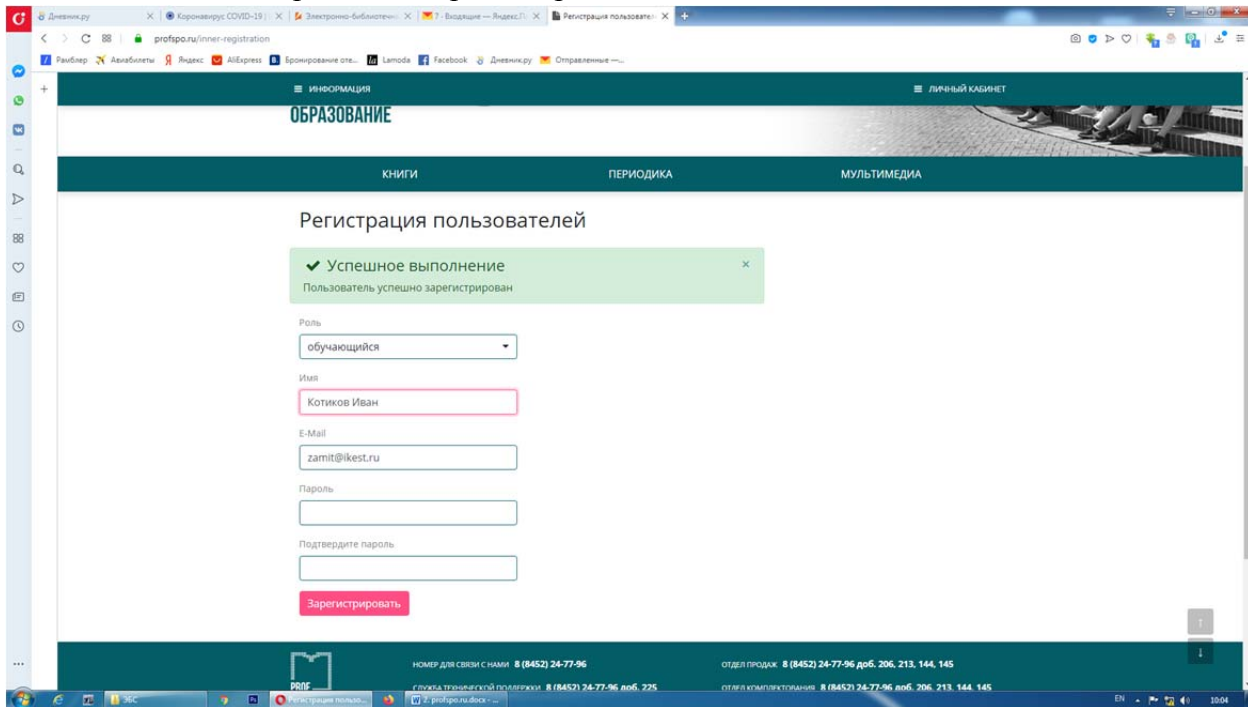 Дневник.ру
Коронавирус COVID-19
Электронно-библиотечн
7 · Входящие — Яндекс.П
Регистрация пользовател
profspo.ru/inner-registration
Рамблер
Авиабилеты
Яндекс
AliExpress
Бронирование оте...
Lamoda
Facebook
Дневник.ру
Отправленные —...
ИНФОРМАЦИЯ
ЛИЧНЫЙ КАБИНЕТ
ОБРАЗОВАНИЕ
КНИГИ
ПЕРИОДИКА
МУЛЬТИМЕДИА
Регистрация пользователей
Успешное выполнение
×
Пользователь успешно зарегистрирован
Роль
обучающийся
Имя
Котиков Иван
E-Mail
zamit@ikest.ru
Пароль
Подтвердите пароль
Зарегистрировать
PROF
НОМЕР ДЛЯ СВЯЗИ С НАМИ 8 (8452) 24-77-96
ОТДЕЛ ПРОДАЖ 8 (8452) 24-77-96 доб. 206, 213, 144, 145
СЛУЖБА ТЕХНИЧЕСКОЙ ПОДДЕРЖКИ 8 (8452) 24-77-96 доб. 225
ОТДЕЛ КОМПЛЕКТОВАНИЯ 8 (8452) 24-77-96 доб. 206, 213, 144, 145
ЭБС
Регистрация пользо...
2. profspo.ru.docx - ...
EN
10:04